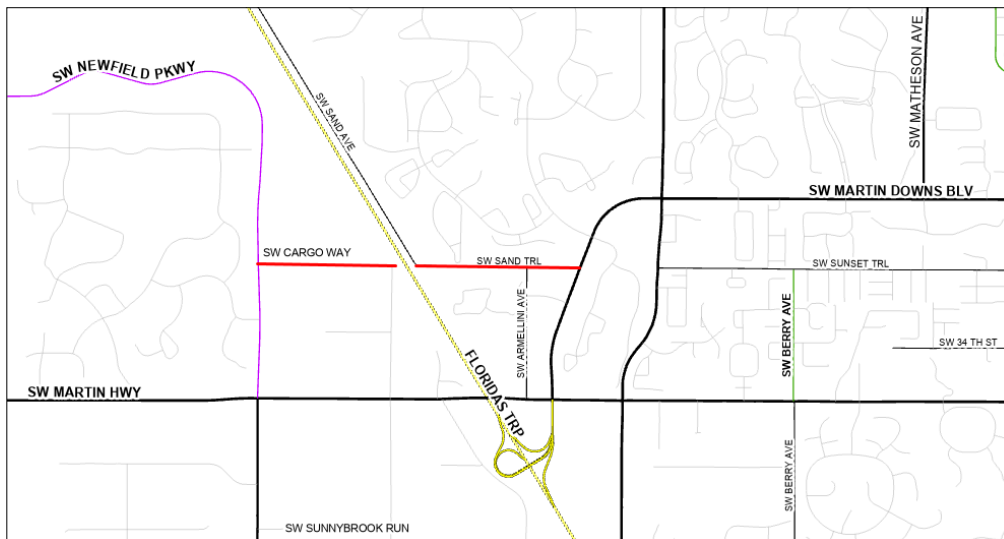 SW NEWFIELD PKWY
SW SAND AVE
SW MATHESON AVE
SW MARTIN DOWNS BLV
SW CARGO WAY
SW SAND TRL
SW SUNSET TRL
SW ARMELLINI AVE
SW BERRY AVE
SW 34 TH ST
FLORIDAS TRP
SW MARTIN HWY
SW BERRY AVE
SW SUNNYBROOK RUN